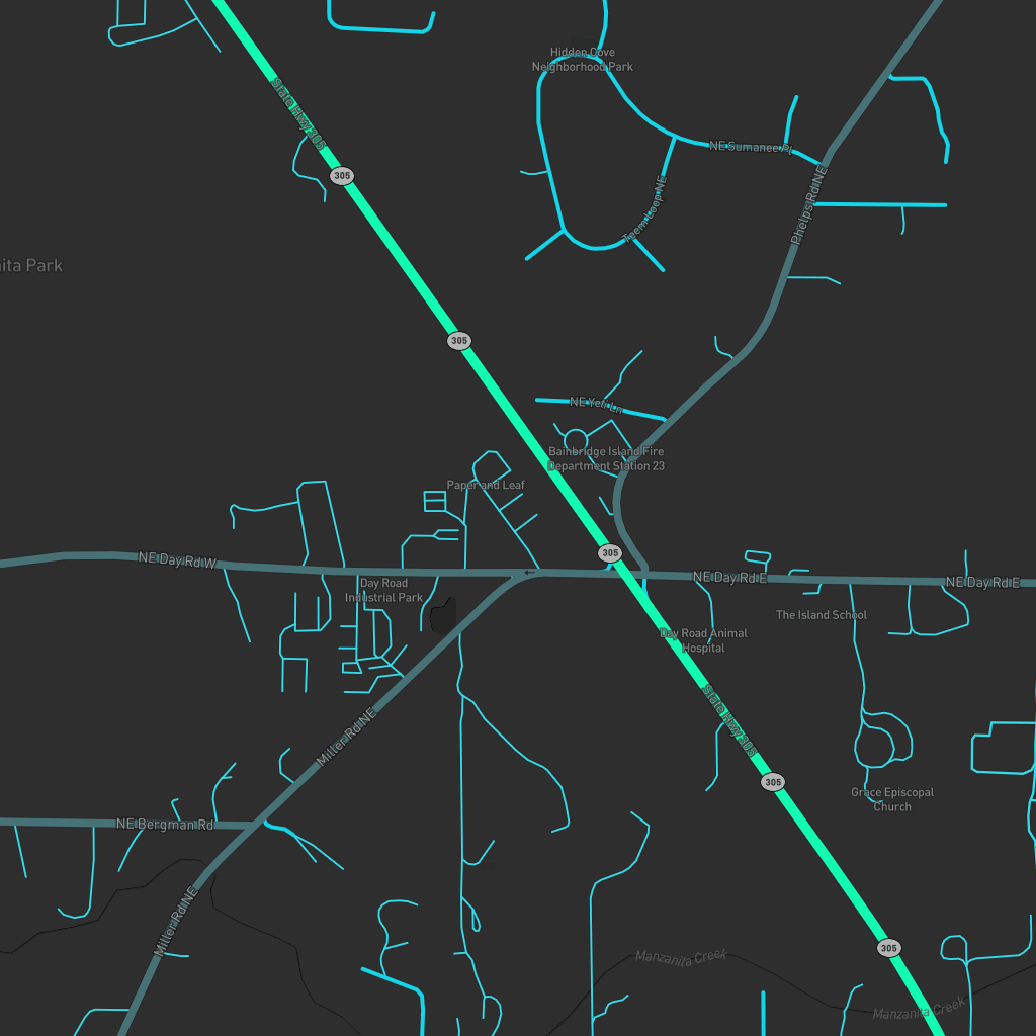 Hidden Cove
Neighborhood Park
State Hwy 305
NE Sumanee Pl
305
Phelps Rd NE
Teem Loop NE
nita Park
305
NE Yeti Ln
Bainbridge Island Fire
Department Station 23
Paper and Leaf
305
NE Day Rd W
NE Day Rd E
NE Day Rd E
Day Road
Industrial Park
The Island School
Day Road Animal
Hospital
State Hwy 305
Miller Rd NE
305
Grace Episcopal
Church
NE Bergman Rd
Miller Rd NE
305
Manzanita Creek
Manzanita Creek